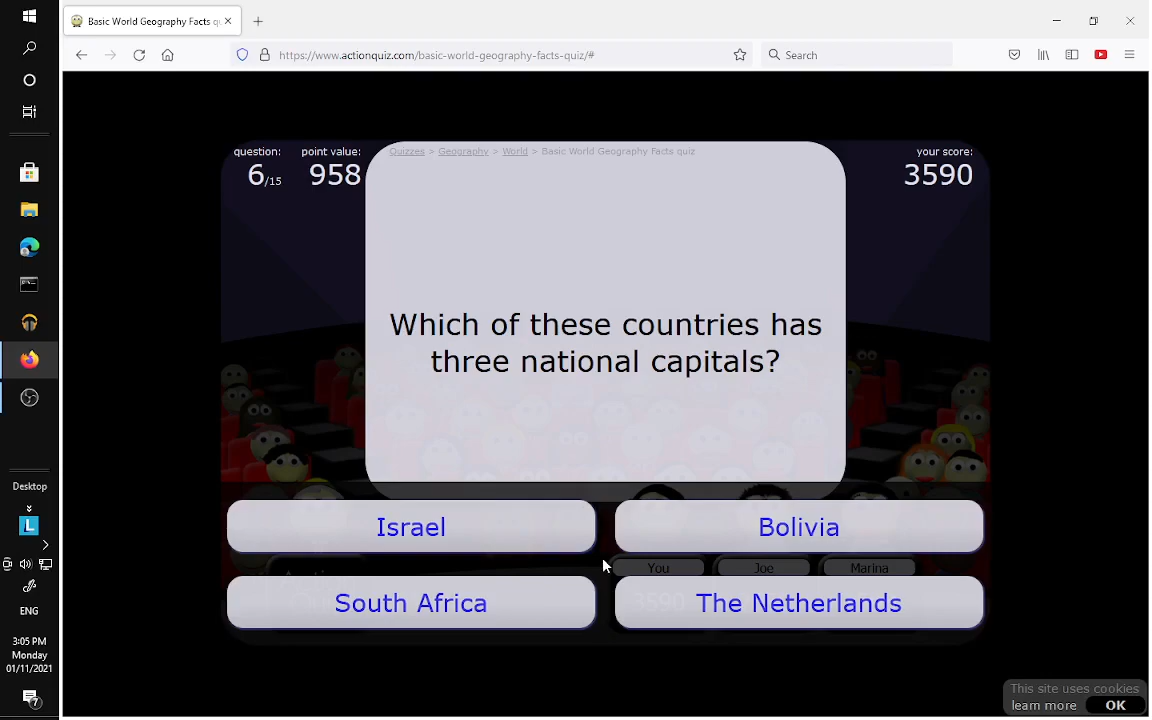 Basic World Geography Facts qu
https://www.actionquiz.com/basic-world-geography-facts-quiz/#
Search
question:
6/15
point value:
958
Quizzes > Geography > World > Basic World Geography Facts quiz
your score:
3590
Which of these countries has
three national capitals?
Israel
Bolivia
You
Joe
Marina
South Africa
3590
The Netherlands
Desktop
L
ENG
3:05 PM
Monday
01/11/2021
7
This site uses cookies
learn more
OK